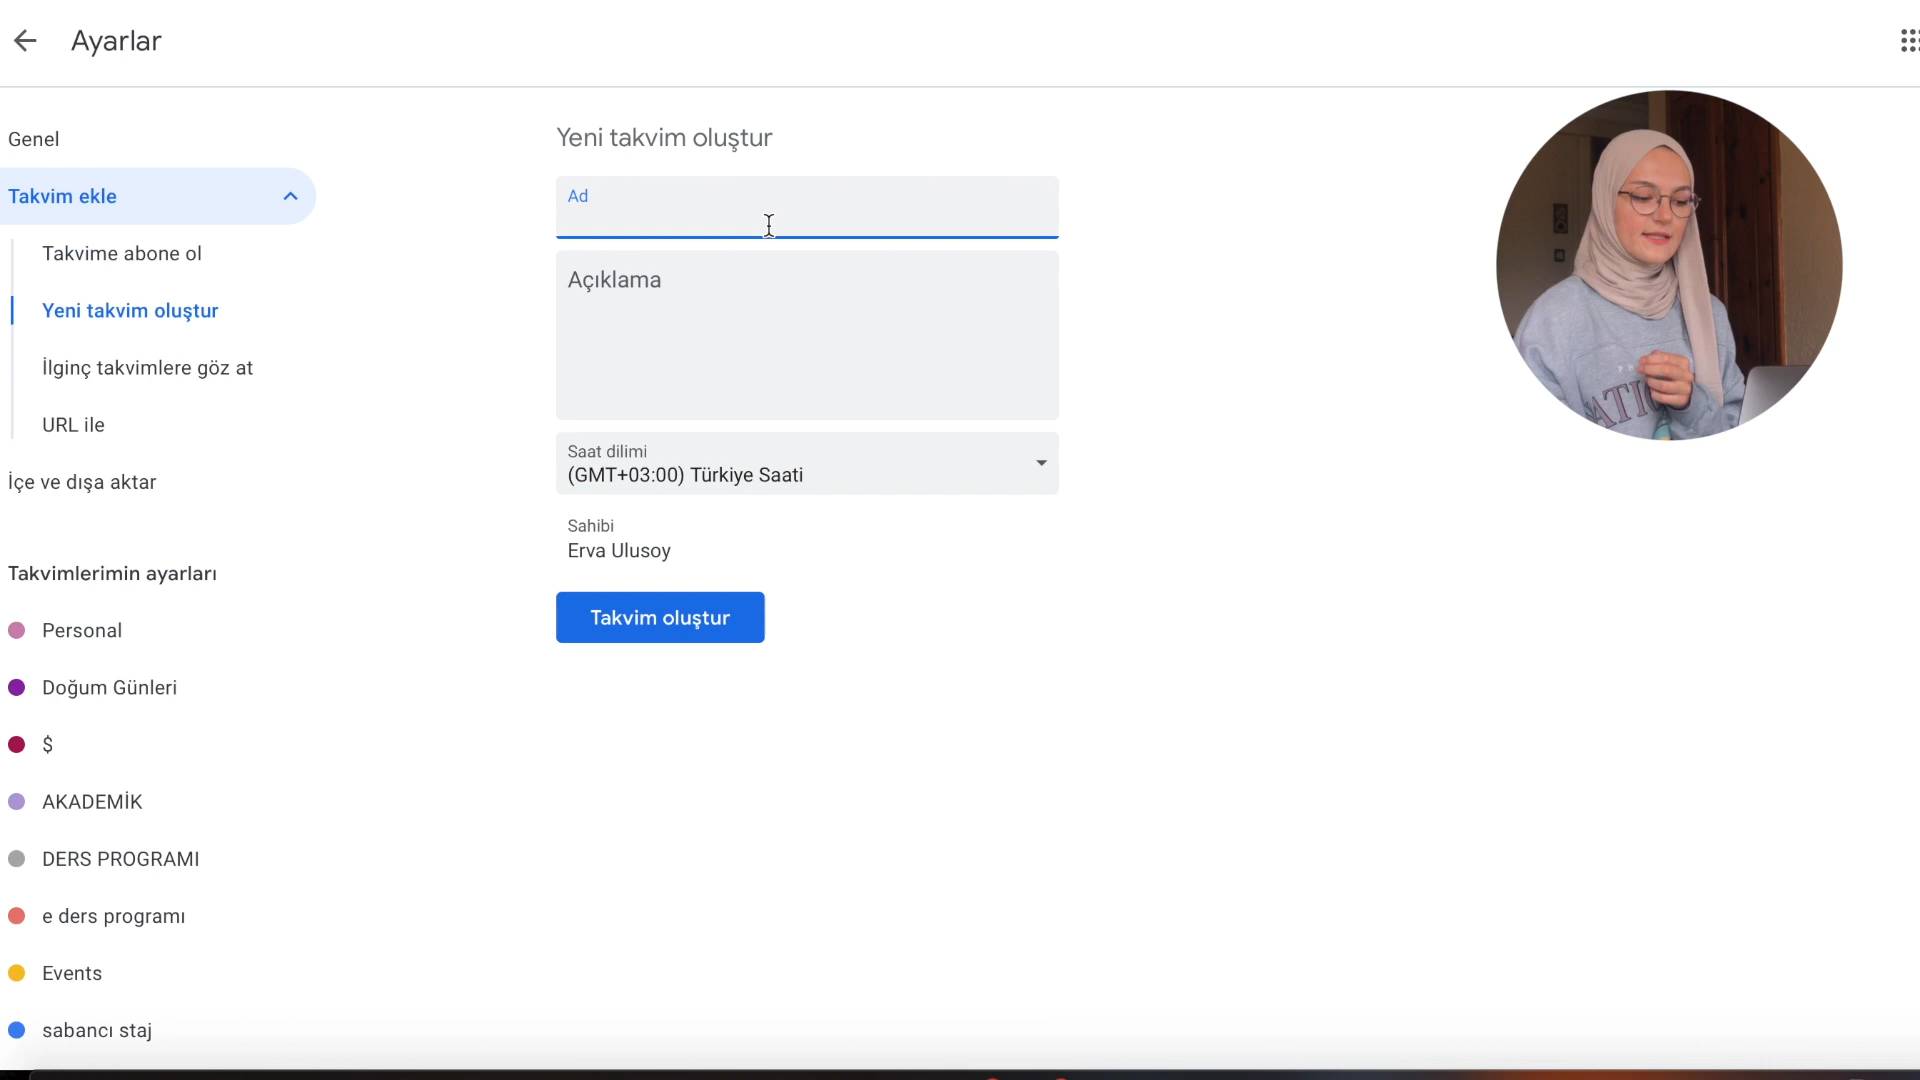 Ayarlar
Genel
Takvim ekle
Takvime abone ol
Yeni takvim oluştur
İlginç takvimlere göz at
URL ile
İçe ve dışa aktar
Takvimlerimin ayarları
Personal
Doğum Günleri
$
AKADEMİK
DERS PROGRAMI
e ders programı
Events
sabancı staj
Yeni takvim oluştur
Ad
Açıklama
Saat dilimi
(GMT+03:00) Türkiye Saati
Sahibi
Erva Ulusoy
Takvim oluştur